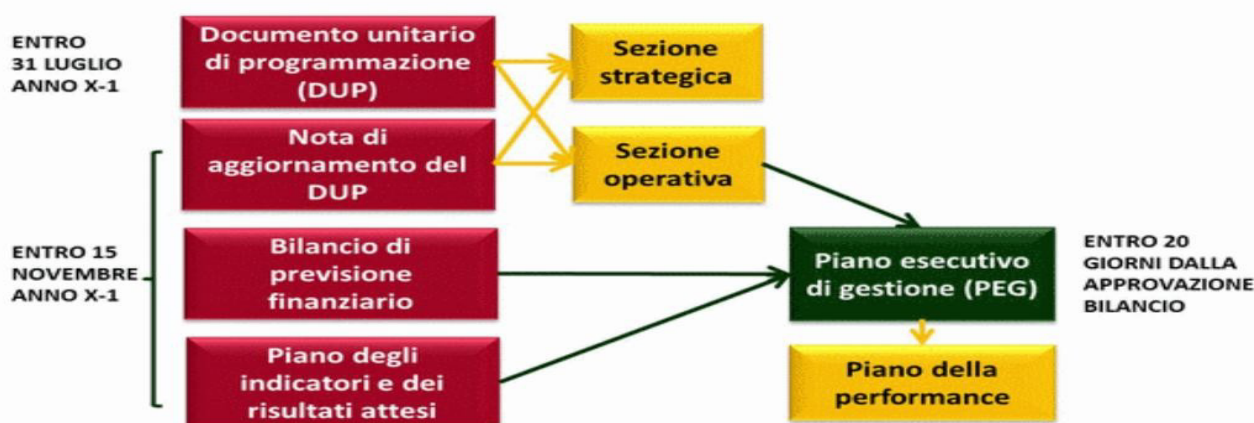 ENTRO
31 LUGLIO
ANNO X-1
Documento unitario
di programmazione
(DUP)
Sezione
strategica
Nota di
aggiornamento del
DUP
Sezione
operativa
ENTRO 15
NOVEMBRE
ANNO X-1
Bilancio di
previsione
finanziario
Piano esecutivo
di gestione (PEG)
ENTRO 20
GIORNI DALLA
APPROVAZIONE
BILANCIO
Piano degli
indicatori e dei
risultati attesi
Piano della
performance